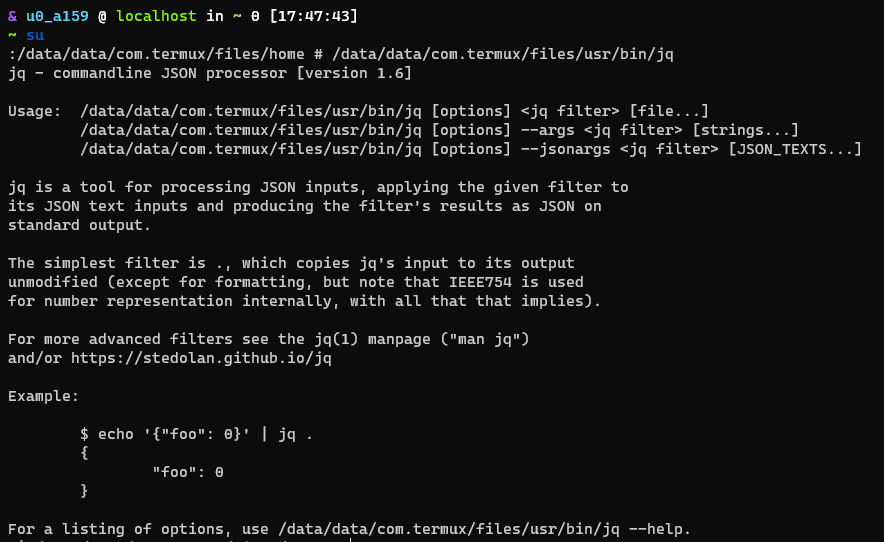 & u0_a159 @ localhost in ~ 0 [17:47:43]
~ su
:/data/data/com.termux/files/home # /data/data/com.termux/files/usr/bin/jq
jq - commandline JSON processor [version 1.6]

Usage:  /data/data/com.termux/files/usr/bin/jq [options] <jq filter> [file...]
        /data/data/com.termux/files/usr/bin/jq [options] --args <jq filter> [strings...]
        /data/data/com.termux/files/usr/bin/jq [options] --jsonargs <jq filter> [JSON_TEXTS...]

jq is a tool for processing JSON inputs, applying the given filter to
its JSON text inputs and producing the filter's results as JSON on
standard output.

The simplest filter is ., which copies jq's input to its output
unmodified (except for formatting, but note that IEEE754 is used
for number representation internally, with all that that implies).

For more advanced filters see the jq(1) manpage ("man jq")
and/or https://stedolan.github.io/jq

Example:

        $ echo '{"foo": 0}' | jq .
        {
                "foo": 0
        }

For a listing of options, use /data/data/com.termux/files/usr/bin/jq --help.